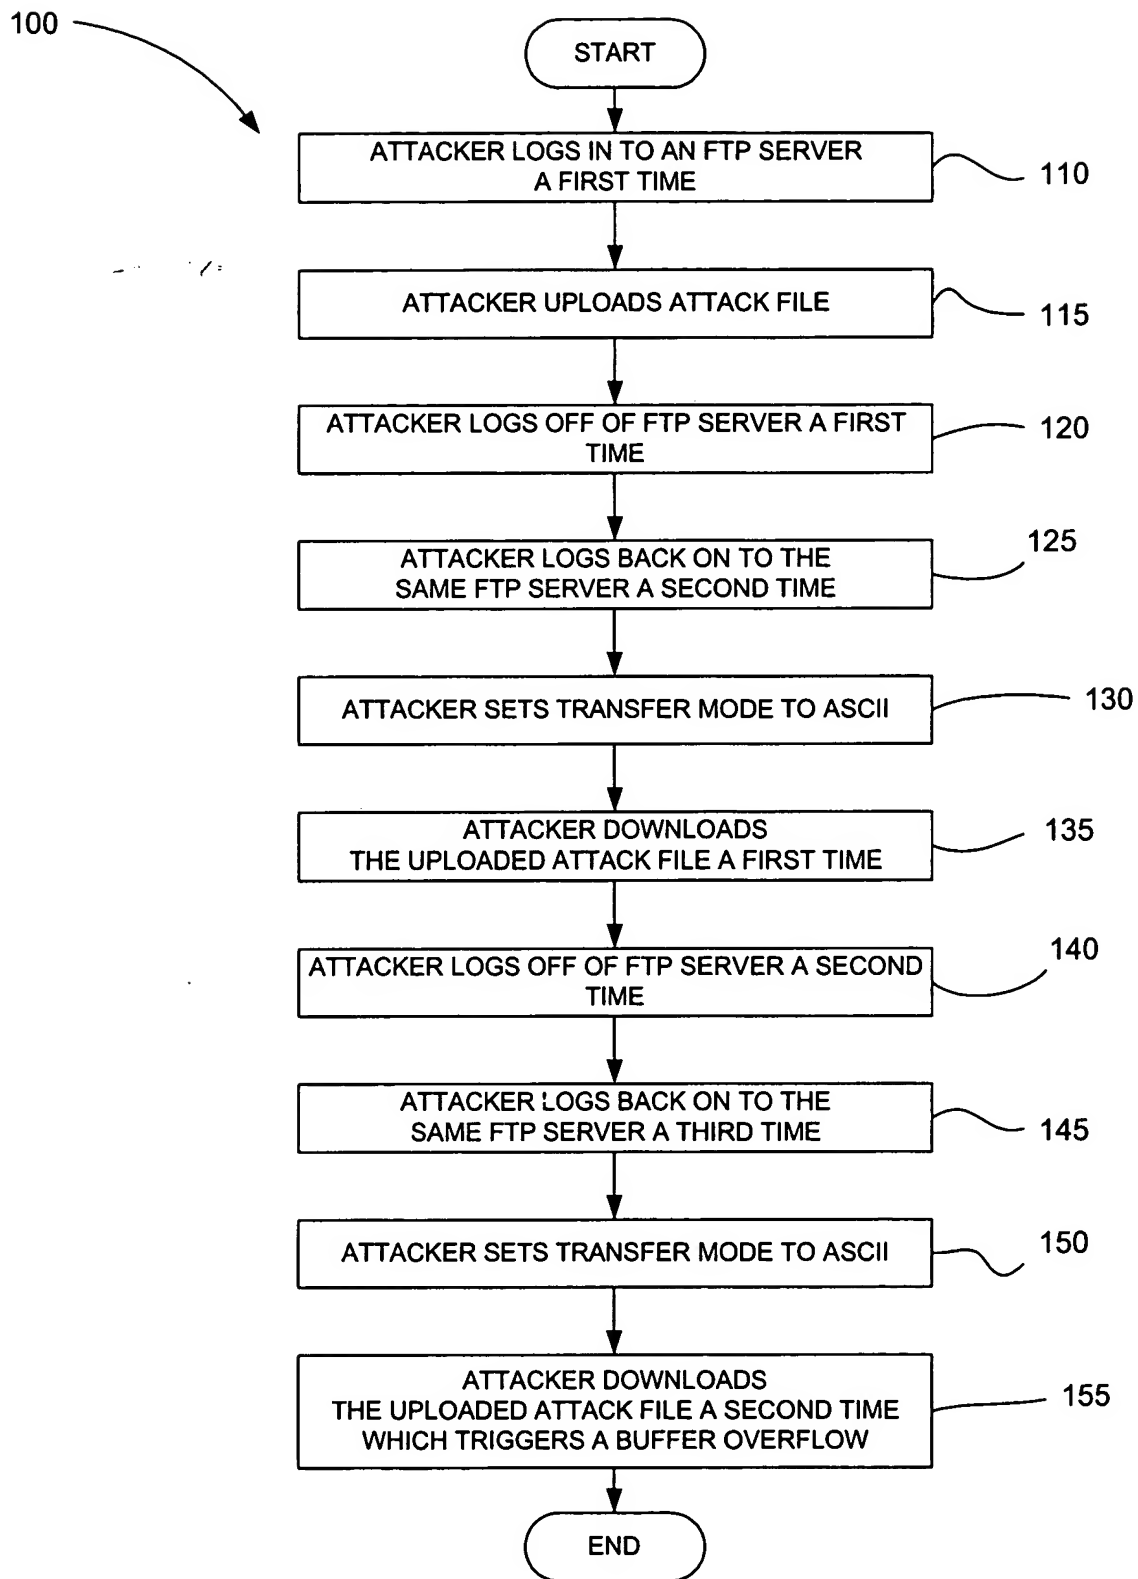 100
START
ATTACKER LOGS IN TO AN FTP SERVER
A FIRST TIME
110
ATTACKER UPLOADS ATTACK FILE
115
ATTACKER LOGS OFF OF FTP SERVER A FIRST
TIME
120
ATTACKER LOGS BACK ON TO THE
SAME FTP SERVER A SECOND TIME
125
ATTACKER SETS TRANSFER MODE TO ASCII
130
ATTACKER DOWNLOADS
THE UPLOADED ATTACK FILE A FIRST TIME
135
ATTACKER LOGS OFF OF FTP SERVER A SECOND
TIME
140
ATTACKER LOGS BACK ON TO THE
SAME FTP SERVER A THIRD TIME
145
ATTACKER SETS TRANSFER MODE TO ASCII
150
ATTACKER DOWNLOADS
THE UPLOADED ATTACK FILE A SECOND TIME
WHICH TRIGGERS A BUFFER OVERFLOW
155
END